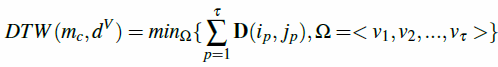 DTW(m_c, d^V) = min_Ω{ ∑_{p=1}^{τ} D(i_p, j_p), Ω =< v_1, v_2, ..., v_τ >}